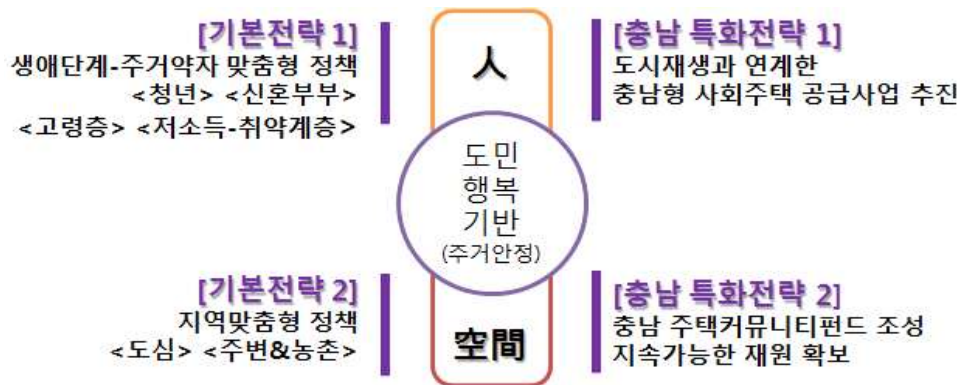 [기본전략 1]
생애단계-주거약자 맞춤형 정책
<청년> <신혼부부>
<고령층> <저소득-취약계층>
人
[충남 특화전략 1]
도시재생과 연계한
충남형 사회주택 공급사업 추진
도민
행복
기반
(주거안정)
[기본전략 2]
지역맞춤형 정책
<도심> <주변&농촌>
空間
[충남 특화전략 2]
충남 주택커뮤니티펀드 조성
지속가능한 재원 확보